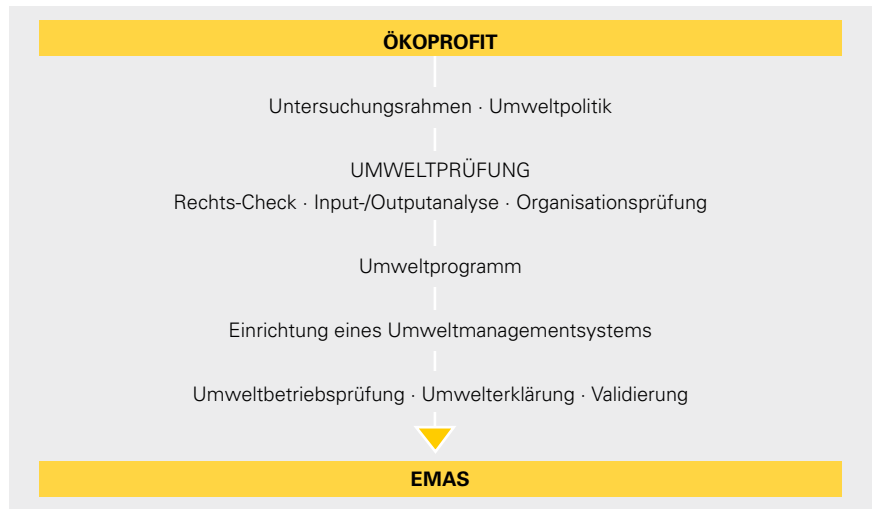 ÖKOPROFIT
Untersuchungsrahmen · Umweltpolitik
UMWELTPRÜFUNG
Rechts-Check · Input-/Outputanalyse · Organisationsprüfung
Umweltprogramm
Einrichtung eines Umweltmanagementsystems
Umweltbetriebsprüfung · Umwelterklärung · Validierung
EMAS